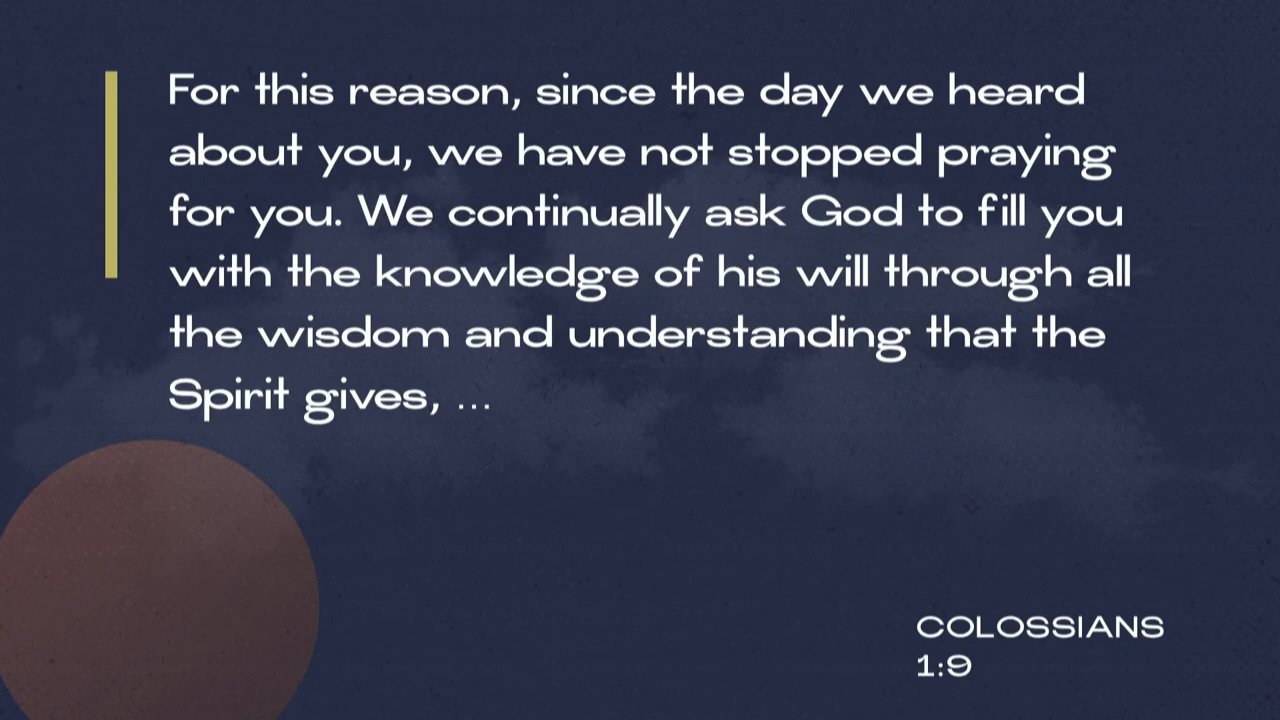 For this reason, since the day we heard
about you, we have not stopped praying
for you. We continually ask God to fill you
with the knowledge of his will through all
the wisdom and understanding that the
Spirit gives, ...
COLOSSIANS
1:9